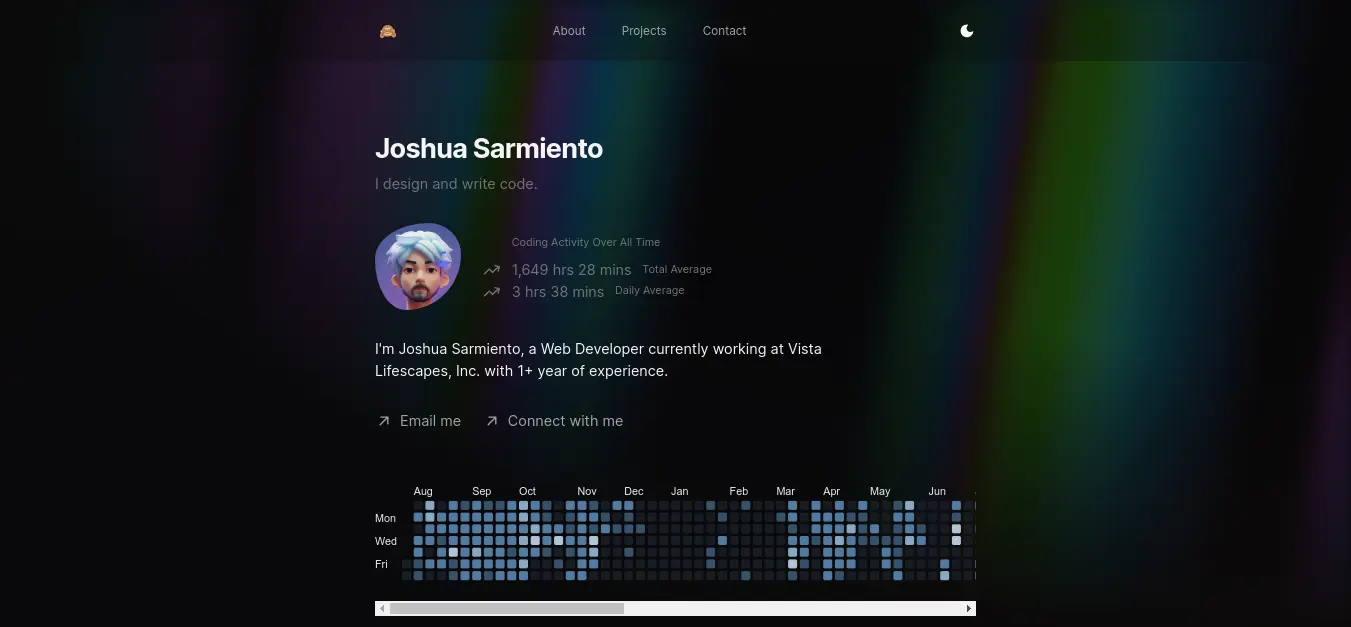 About Projects Contact
Joshua Sarmiento
I design and write code.
Coding Activity Over All Time
1,649 hrs 28 mins Total Average
3 hrs 38 mins Daily Average
I'm Joshua Sarmiento, a Web Developer currently working at Vista
Lifescapes, Inc. with 1+ year of experience.
Email me Connect with me
Aug Sep Oct Nov Dec Jan Feb Mar Apr May Jun
Mon
Wed
Fri